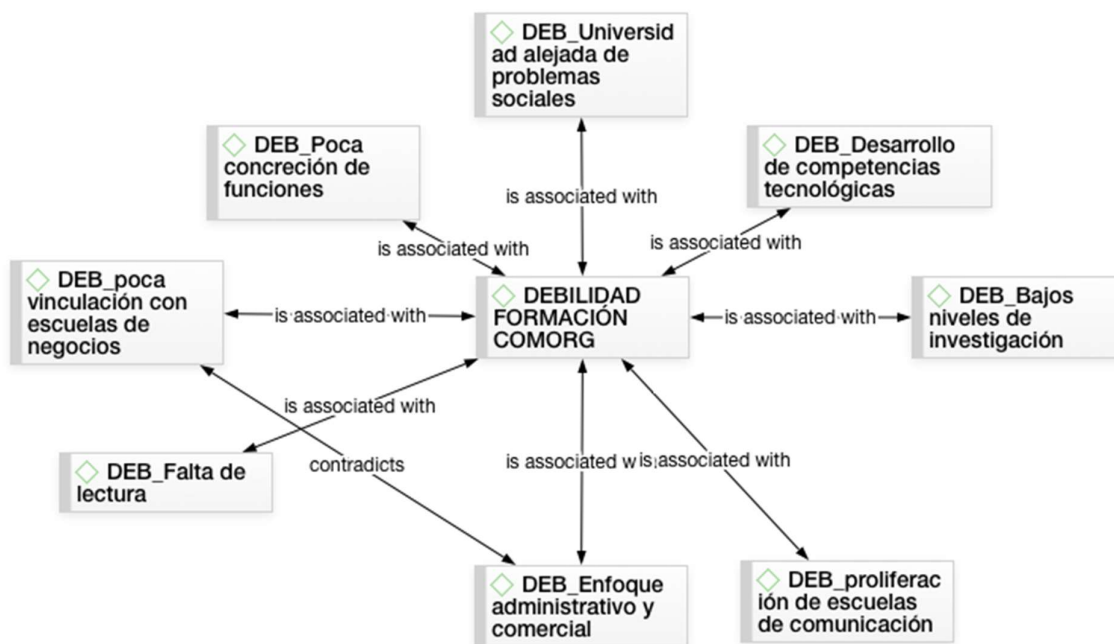 DEB_Universid
ad alejada de
problemas
sociales
DEB_Poca
concreción de
funciones
DEB_Desarrollo
de competencias
tecnológicas
is associated with
is associated with
is associated with
DEB_poca
vinculación con
escuelas de
negocios
is associated with
DEBILIDAD
FORMACIÓN
COMORG
is associated with
DEB_Bajos
niveles de
investigación
is associated with
DEB_Falta de
lectura
contradicts
is associated w
is associated with
DEB_Enfoque
administrativo y
comercial
DEB_proliferac
ión de escuelas
de comunicación